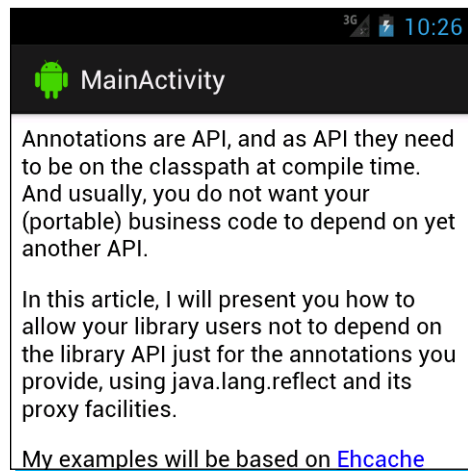 3G 10:26
MainActivity
Annotations are API, and as API they need
to be on the classpath at compile time.
And usually, you do not want your
(portable) business code to depend on yet
another API.
In this article, I will present you how to
allow your library users not to depend on
the library API just for the annotations you
provide, using java.lang.reflect and its
proxy facilities.
My examples will be based on Ehcache